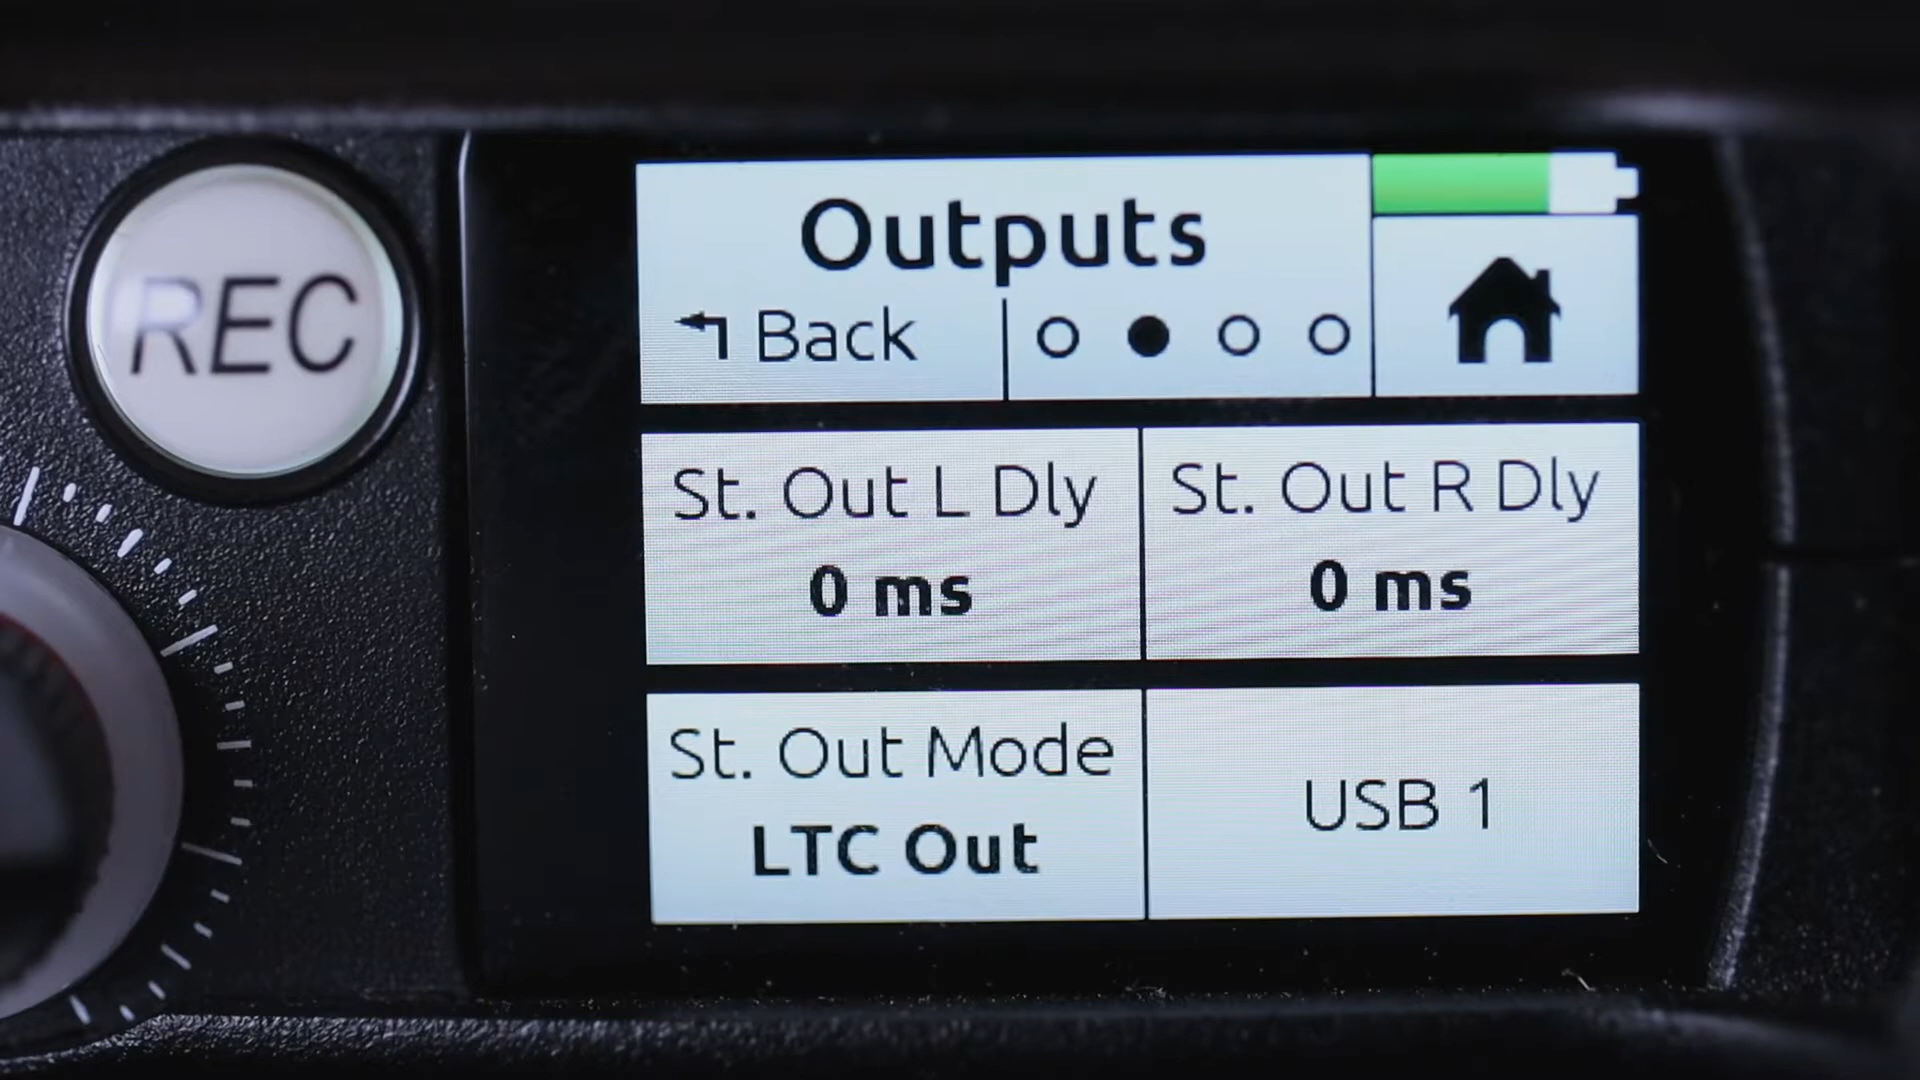 REC
Outputs
Back
St. Out L Dly
0 ms
St. Out R Dly
0 ms
St. Out Mode
LTC Out
USB 1